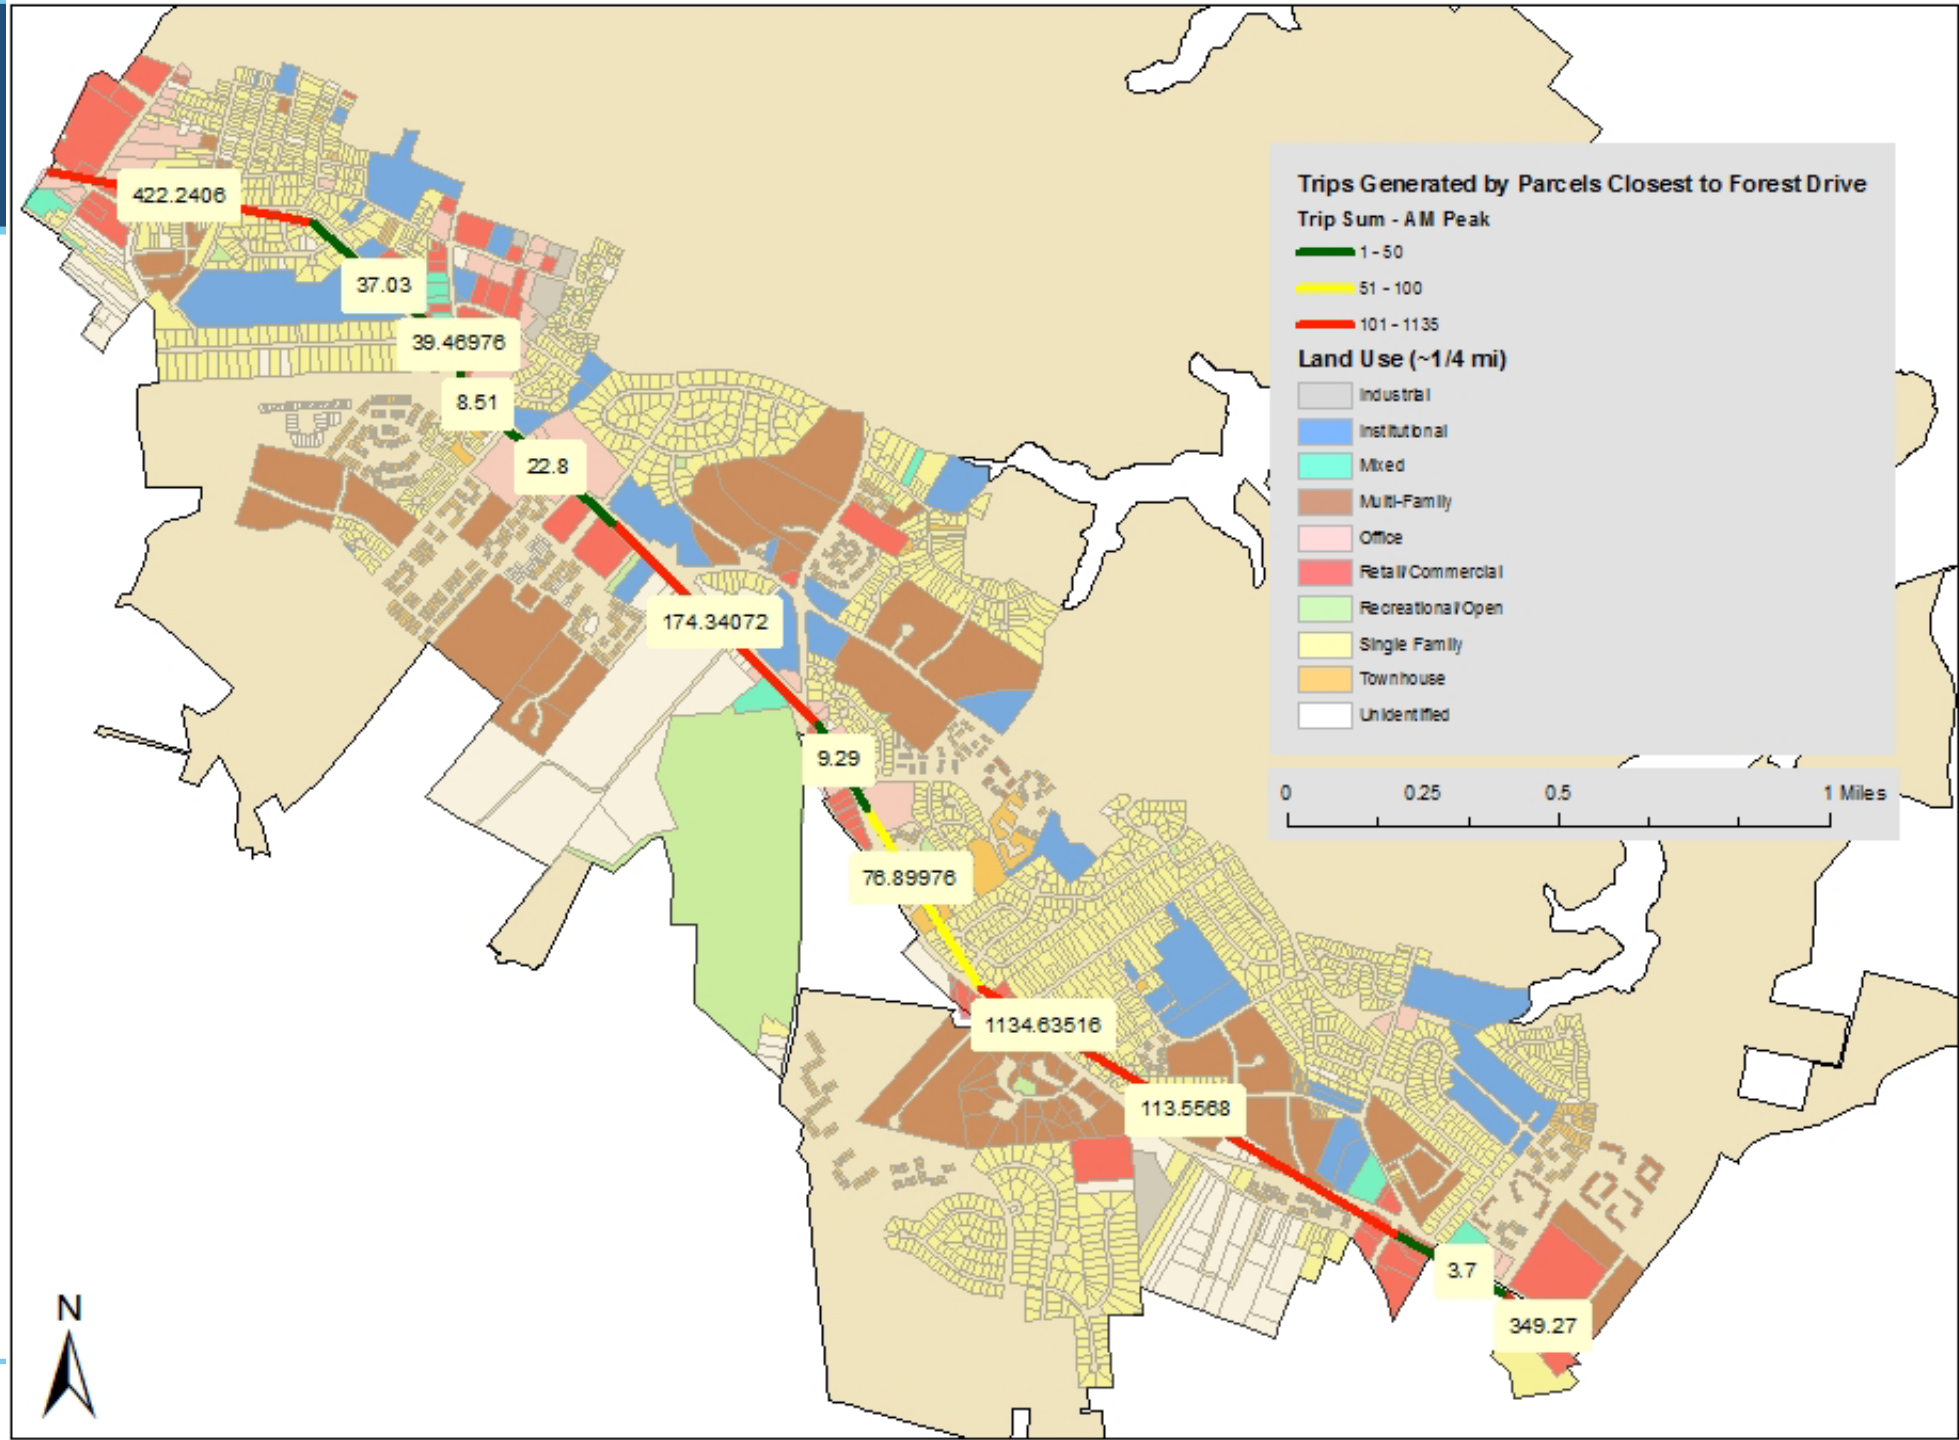 422.2406
37.03
39.46976
8.51
22.8
174.34072
9.29
76.89976
1134.63516
113.5568
3.7
349.27
Trips Generated by Parcels Closest to Forest Drive
Trip Sum - AM Peak
1 - 50
51 - 100
101 - 1135
Land Use (~1/4 mi)
Industrial
Institutional
Mixed
Multi-Family
Office
Retail/Commercial
Recreational/Open
Single Family
Townhouse
Unidentified
0 0.25 0.5 1 Miles
N